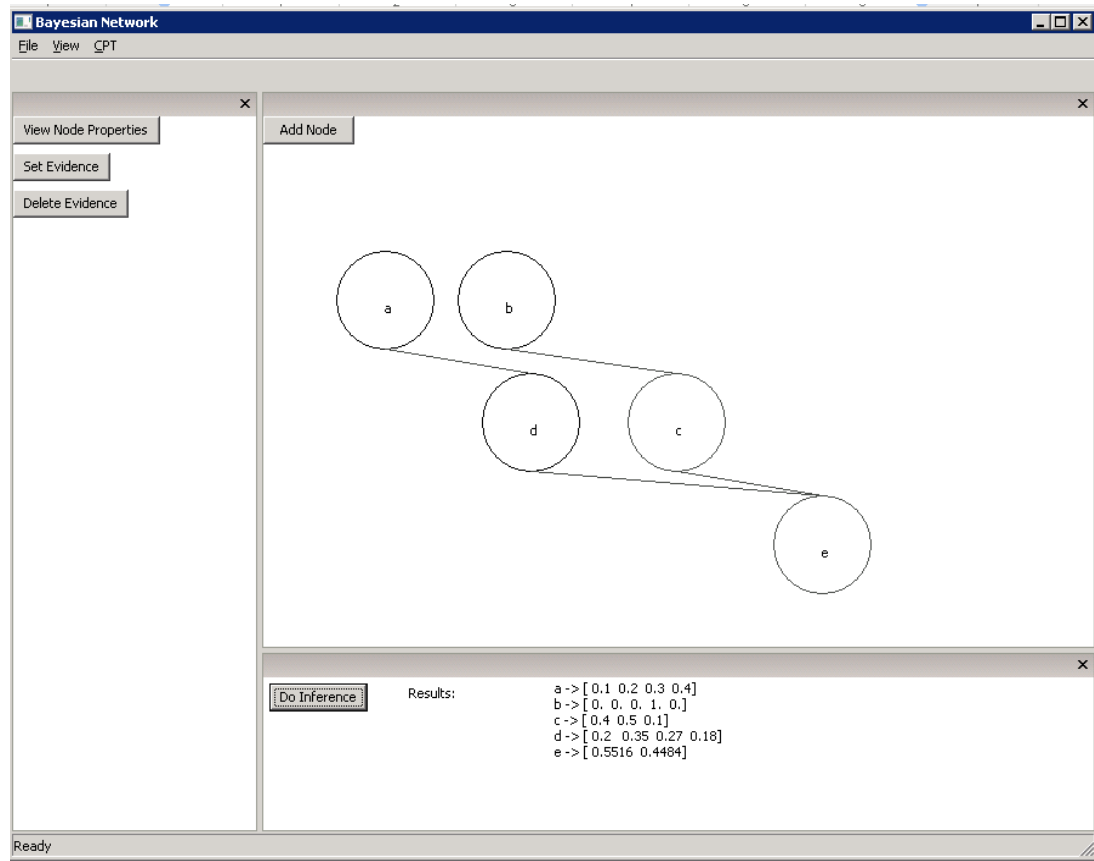 Bayesian Network
File View CPT
View Node Properties
Set Evidence
Delete Evidence
Add Node
a
b
d
c
e
Do Inference
Results:
a -> [ 0.1 0.2 0.3 0.4]
b -> [ 0. 0. 0. 1. 0.]
c -> [ 0.4 0.5 0.1]
d -> [ 0.2 0.35 0.27 0.18]
e -> [ 0.5516 0.4484]
Ready